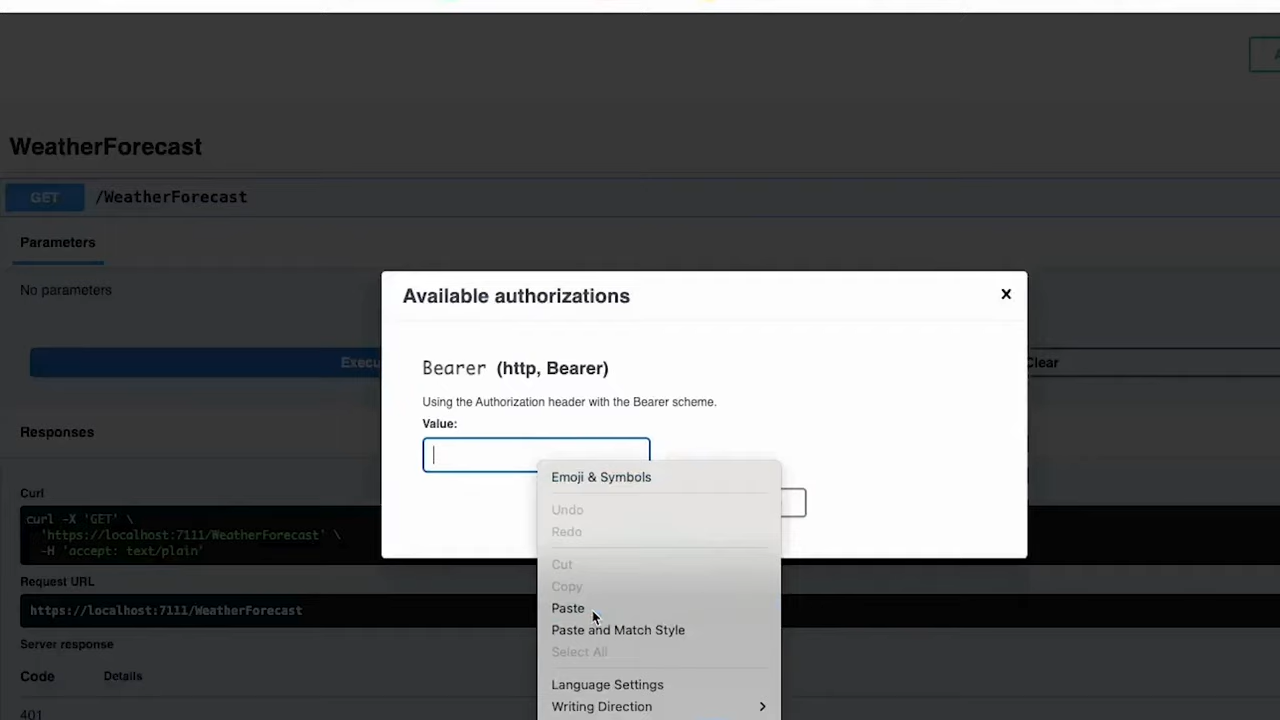 WeatherForecast
GET /WeatherForecast
Parameters
No parameters
Available authorizations
Bearer (http, Bearer)
Using the Authorization header with the Bearer scheme.
Value:
Clear
Responses
Curl
curl -X 'GET' \
'https://localhost:7111/WeatherForecast' \
-H 'accept: text/plain'
Request URL
https://localhost:7111/WeatherForecast
Server response
Code Details
401
Emoji & Symbols
Undo
Redo
Cut
Copy
Paste
Paste and Match Style
Select All
Language Settings
Writing Direction